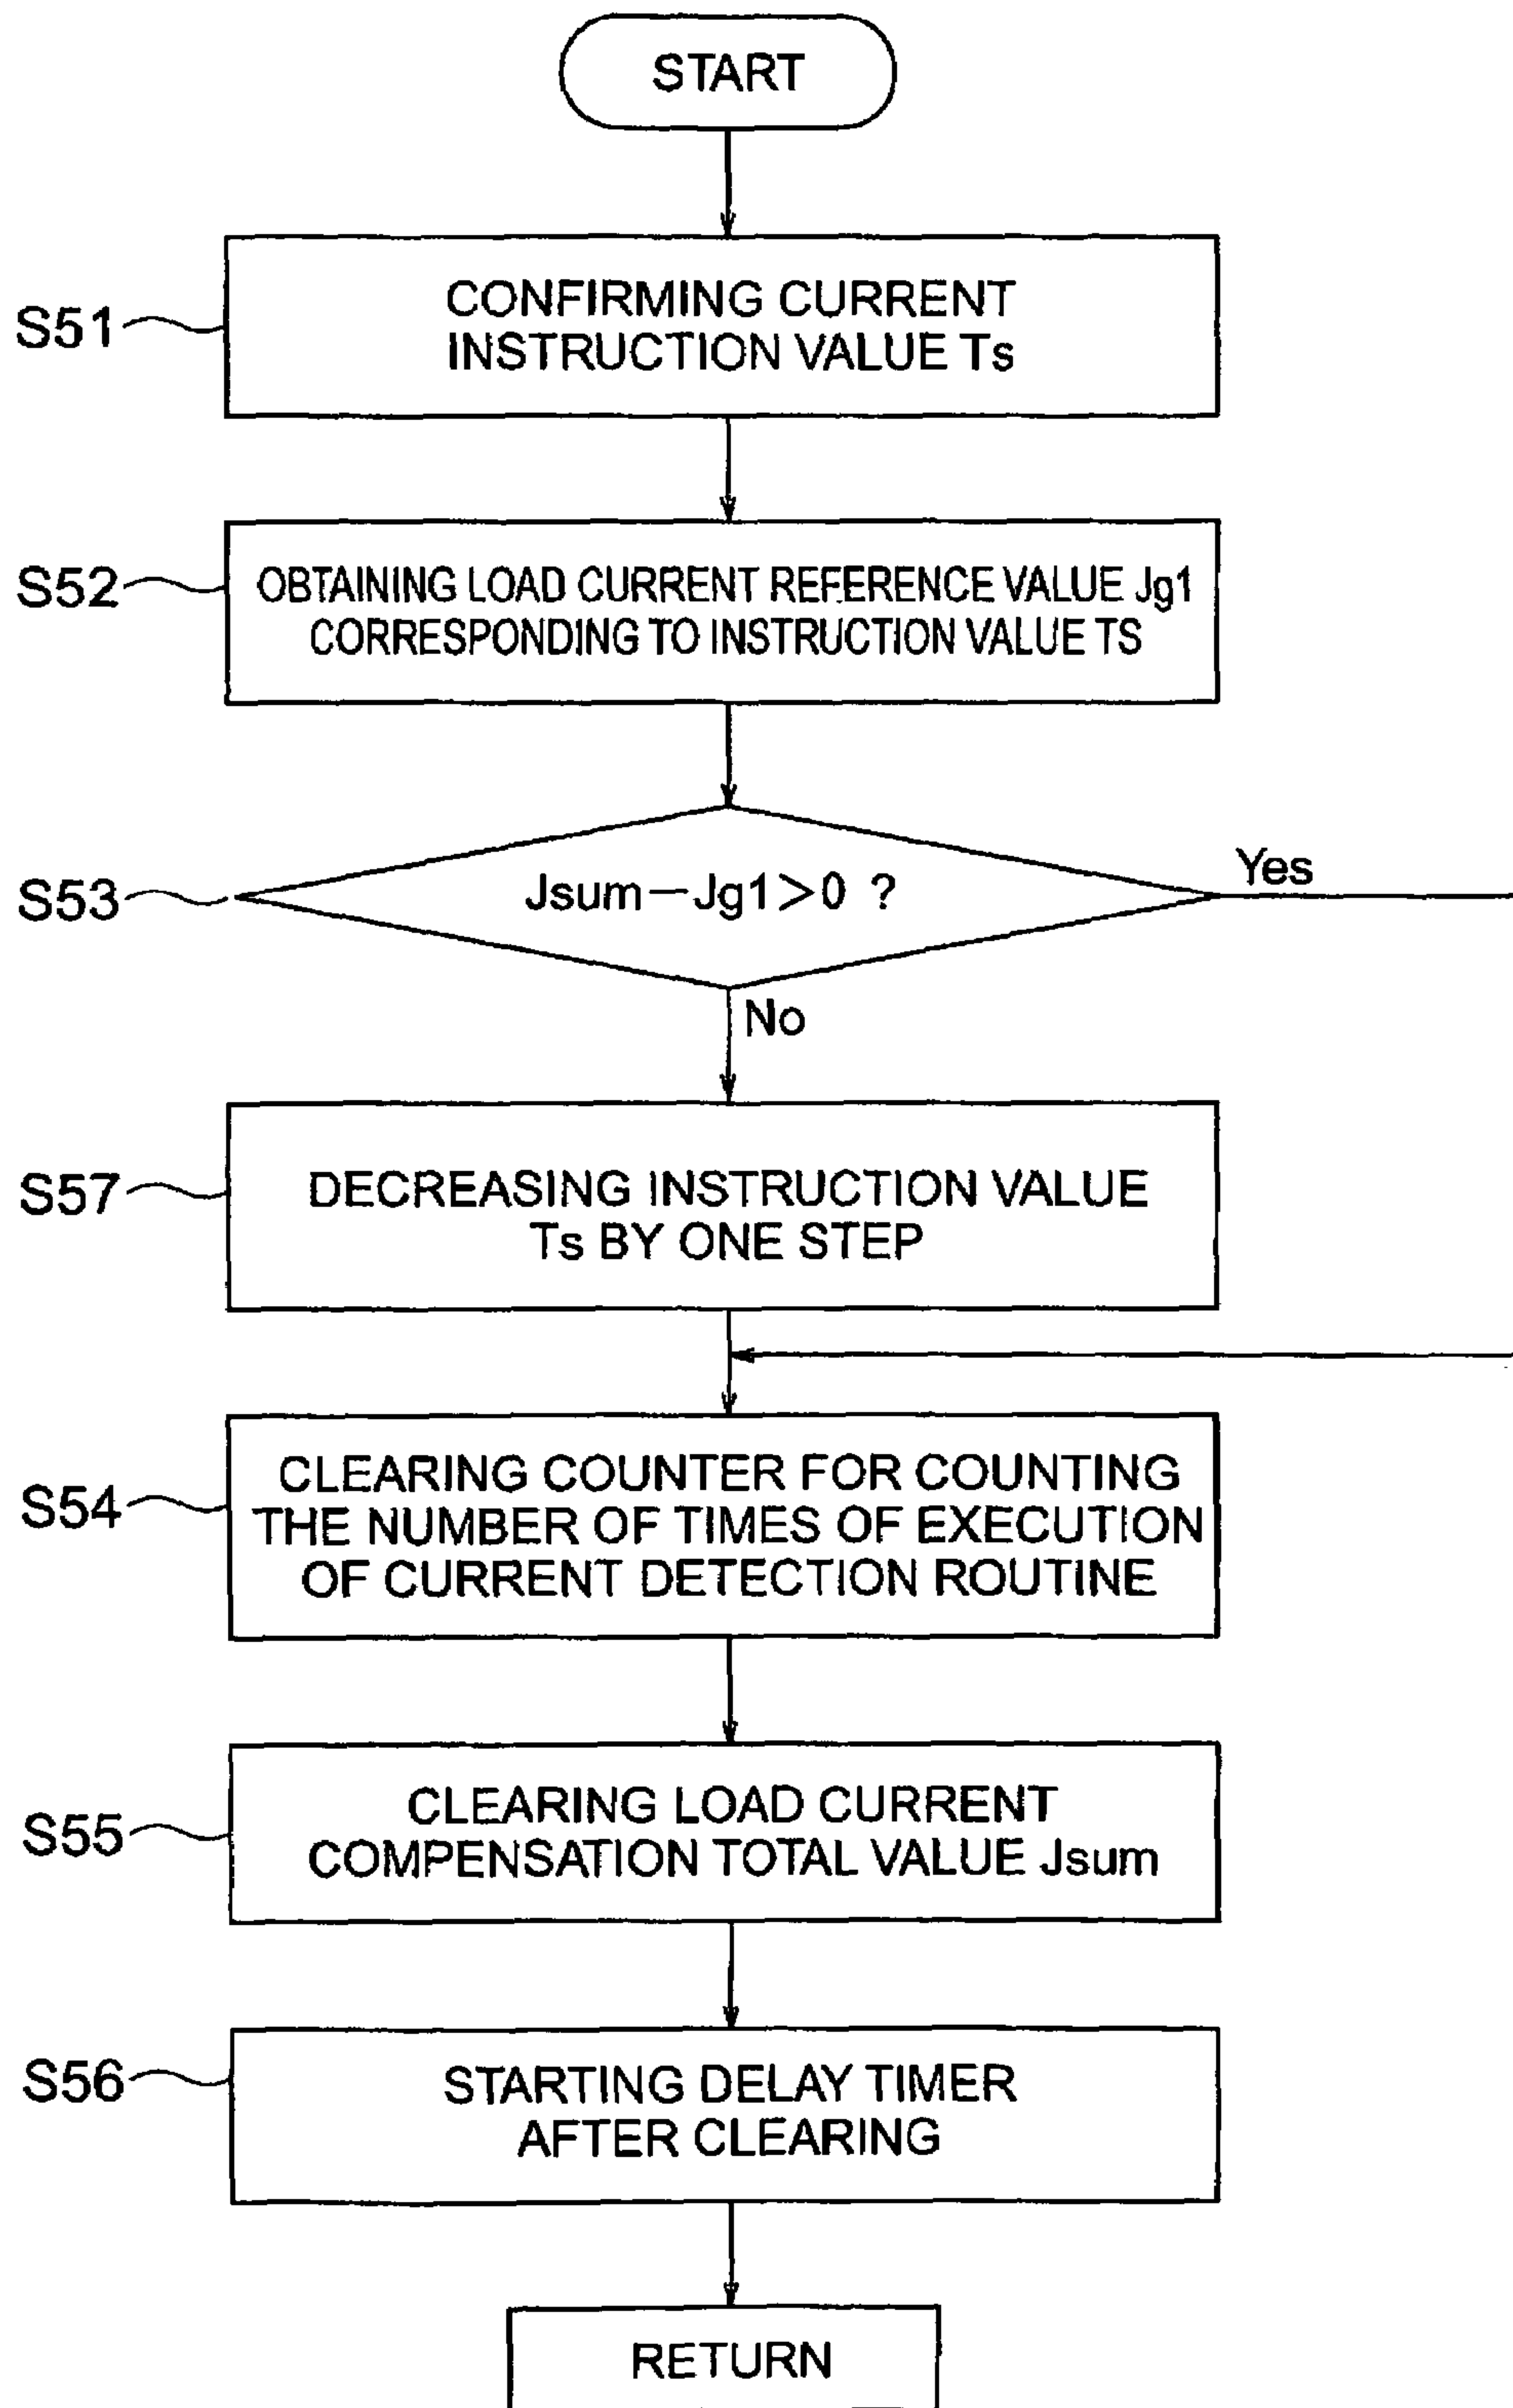 START
S51
CONFIRMING CURRENT
INSTRUCTION VALUE Ts
S52
OBTAINING LOAD CURRENT REFERENCE VALUE Jg1
CORRESPONDING TO INSTRUCTION VALUE TS
S53
Jsum－Jg1＞0 ?
Yes
No
S57
DECREASING INSTRUCTION VALUE
Ts BY ONE STEP
S54
CLEARING COUNTER FOR COUNTING
THE NUMBER OF TIMES OF EXECUTION
OF CURRENT DETECTION ROUTINE
S55
CLEARING LOAD CURRENT
COMPENSATION TOTAL VALUE Jsum
S56
STARTING DELAY TIMER
AFTER CLEARING
RETURN